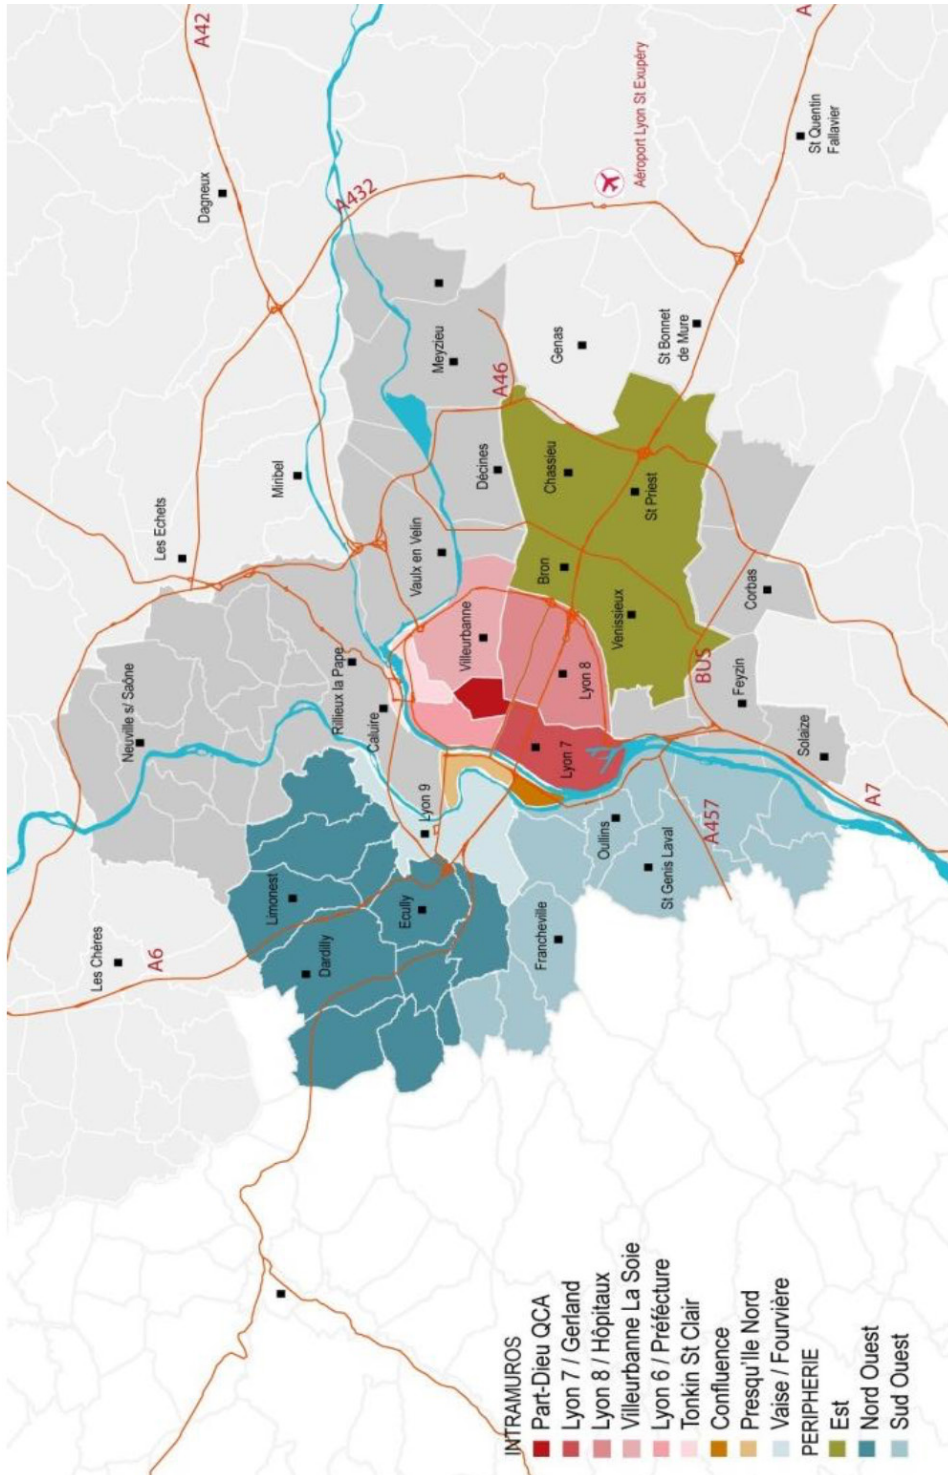 Les Chères
A6
Neuville s/ Saône
Les Echets
Dagneux
A42
Miribel
A432
Limonest
Dardilly
Ecully
Lyon 9
Caluire
Rillieux la Pape
Vaulx en Velin
Meyzieu
Décines
A46
Villeurbanne
Francheville
Lyon 7
Lyon 8
Bron
Chassieu
Genas
Aéroport Lyon St Exupéry
Oullins
St Genis Laval
Venissieux
St Priest
St Bonnet
de Mure
St Quentin
Fallavier
A
A457
BUS
Feyzin
Corbas
Solaize
A7
INTRAMUROS
Part-Dieu QCA
Lyon 7 / Gerland
Lyon 8 / Hôpitaux
Villeurbanne La Soie
Lyon 6 / Préfécture
Tonkin St Clair
Confluence
Presqu'Ile Nord
Vaise / Fourvière
PERIPHERIE
Est
Nord Ouest
Sud Ouest